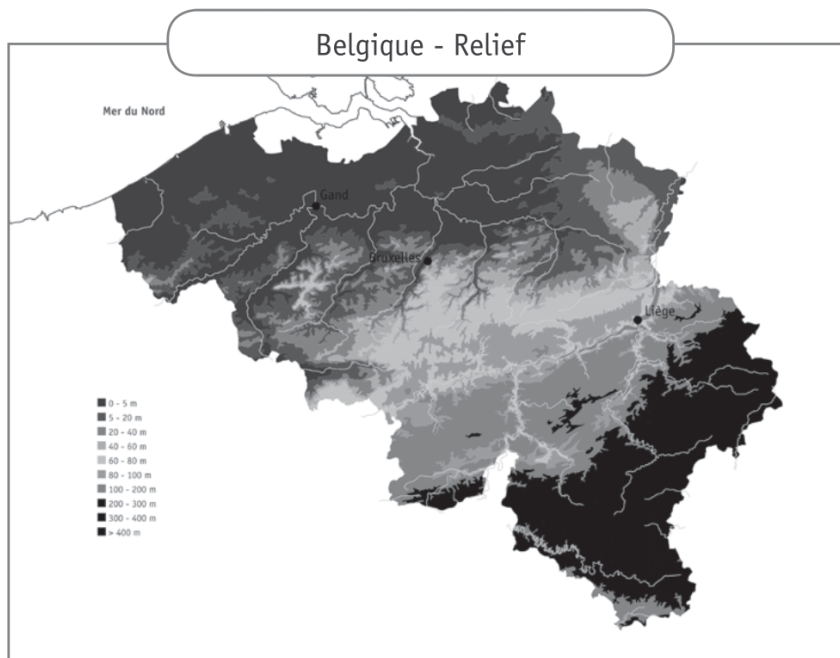 Belgique - Relief
Mer du Nord
Gand
Bruxelles
Liège
0 - 5 m
5 - 20 m
20 - 40 m
40 - 60 m
60 - 80 m
80 - 100 m
100 - 200 m
200 - 300 m
300 - 400 m
> 400 m